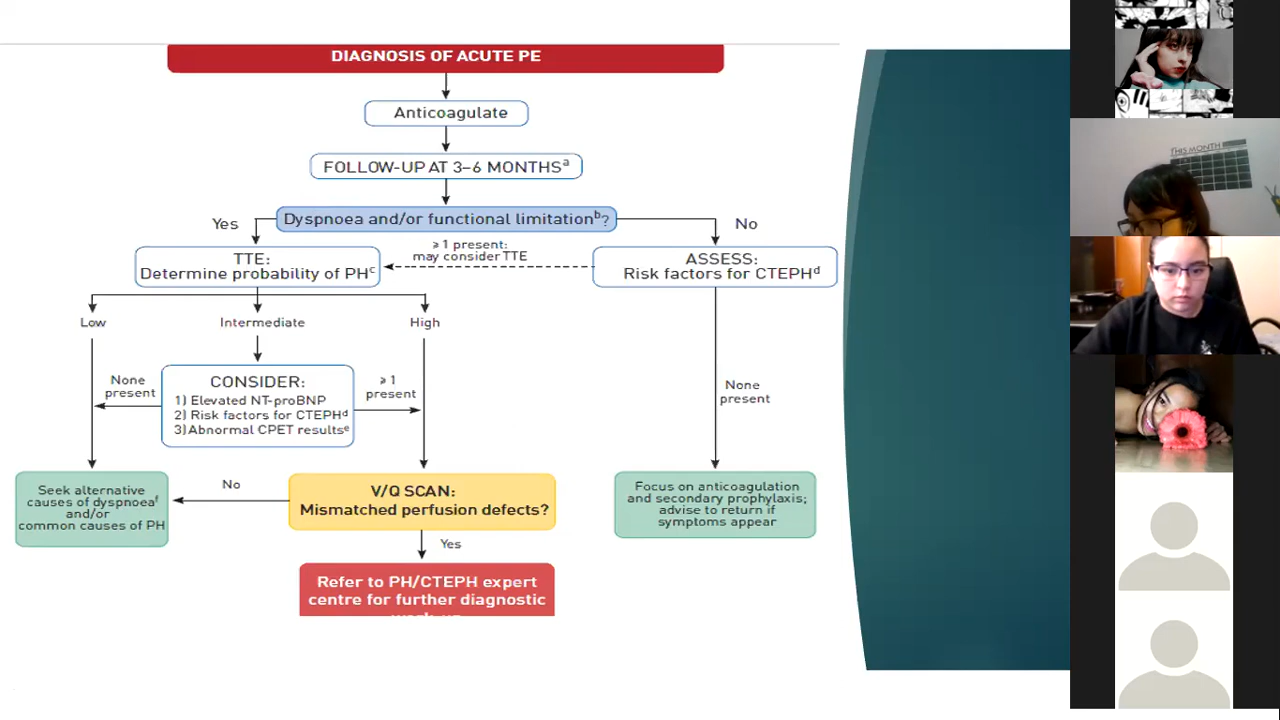 DIAGNOSIS OF ACUTE PE
Anticoagulate
FOLLOW-UP AT 3–6 MONTHSa
Dyspnoea and/or functional limitationb?
Yes
No
TTE:
Determine probability of PHc
⩾1 present:
may consider TTE
ASSESS:
Risk factors for CTEPHd
Low
Intermediate
High
None
present
CONSIDER:
1) Elevated NT-proBNP
2) Risk factors for CTEPHd
3) Abnormal CPET resultse
⩾1
present
None
present
Seek alternative
causes of dyspnoeaf
and/or
common causes of PH
No
V/Q SCAN:
Mismatched perfusion defects?
Focus on anticoagulation
and secondary prophylaxis;
advise to return if
symptoms appear
Yes
Refer to PH/CTEPH expert
centre for further diagnostic
THIS MONTH